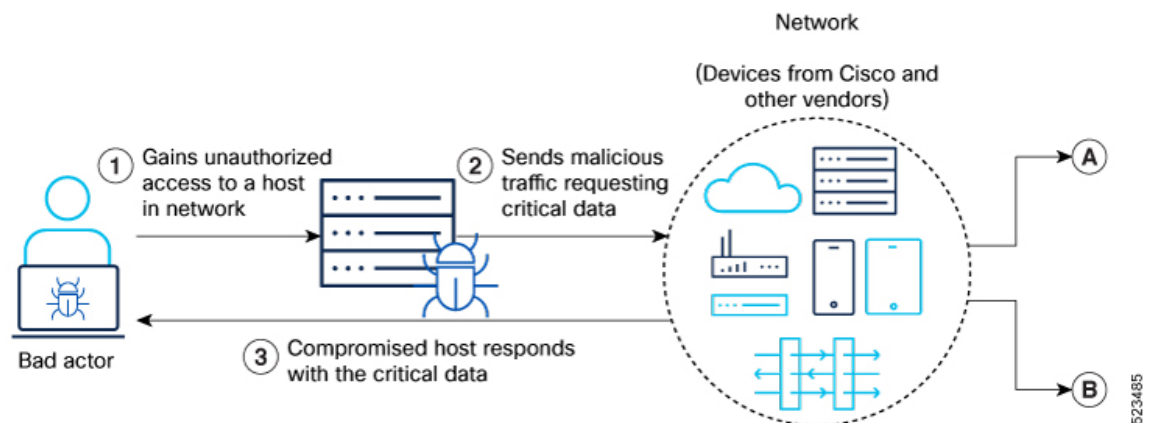 Network
(Devices from Cisco and
other vendors)
1
Gains unauthorized
access to a host
in network
2
Sends malicious
traffic requesting
critical data
A
Bad actor
3
Compromised host responds
with the critical data
B
523485